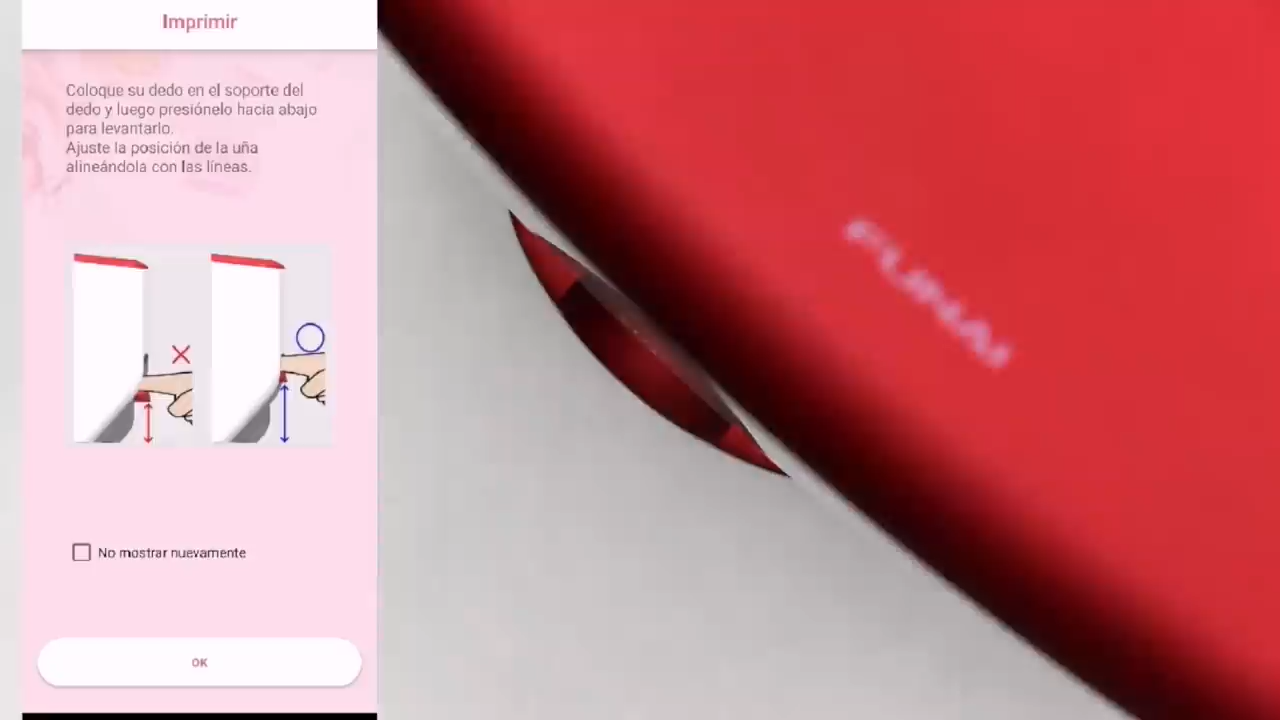 Imprimir
Coloque su dedo en el soporte del
dedo y luego presiónelo hacia abajo
para levantarlo.
Ajuste la posición de la uña
alineándola con las líneas.
No mostrar nuevamente
OK
FUNAI